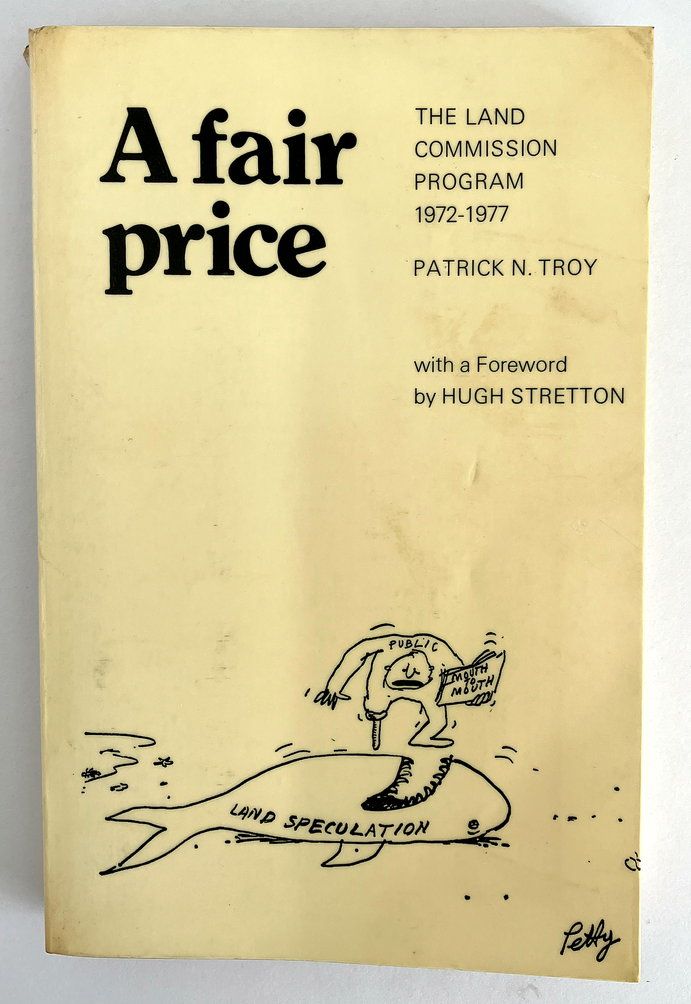 A fair
price
THE LAND
COMMISSION
PROGRAM
1972-1977
PATRICK N. TROY
with a Foreword
by HUGH STRETTON
PUBLIC
MOUTH
TO
MOUTH
LAND SPECULATION
Petty